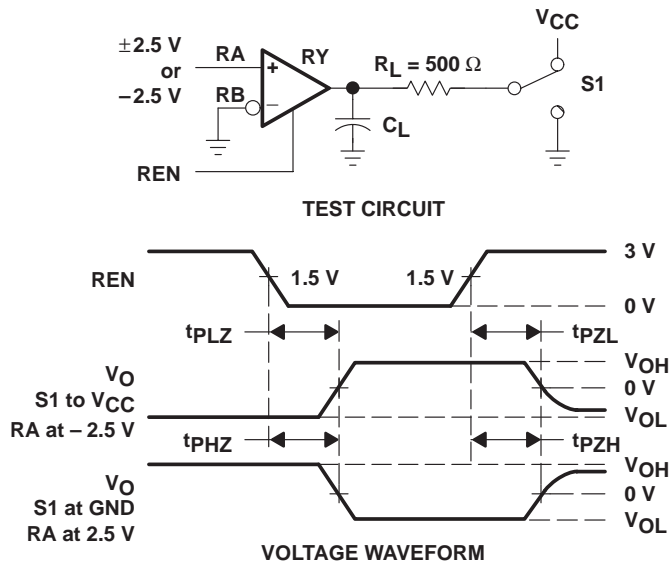 ±2.5 V
or
−2.5 V
RA
RB
REN
+
−
RY
CL
RL = 500 Ω
VCC
S1
TEST CIRCUIT
REN
1.5 V
1.5 V
3 V
0 V
tPLZ
tPZL
VO
S1 to VCC
RA at – 2.5 V
VOH
0 V
VOL
tPHZ
tPZH
VO
S1 at GND
RA at 2.5 V
VOH
0 V
VOL
VOLTAGE WAVEFORM